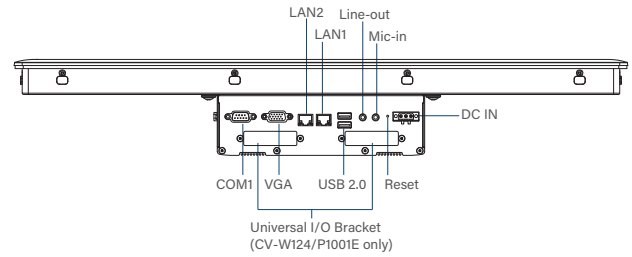 LAN2
Line-out
LAN1
Mic-in
DC IN
COM1
VGA
USB 2.0
Reset
Universal I/O Bracket
(CV-W124/P1001E only)